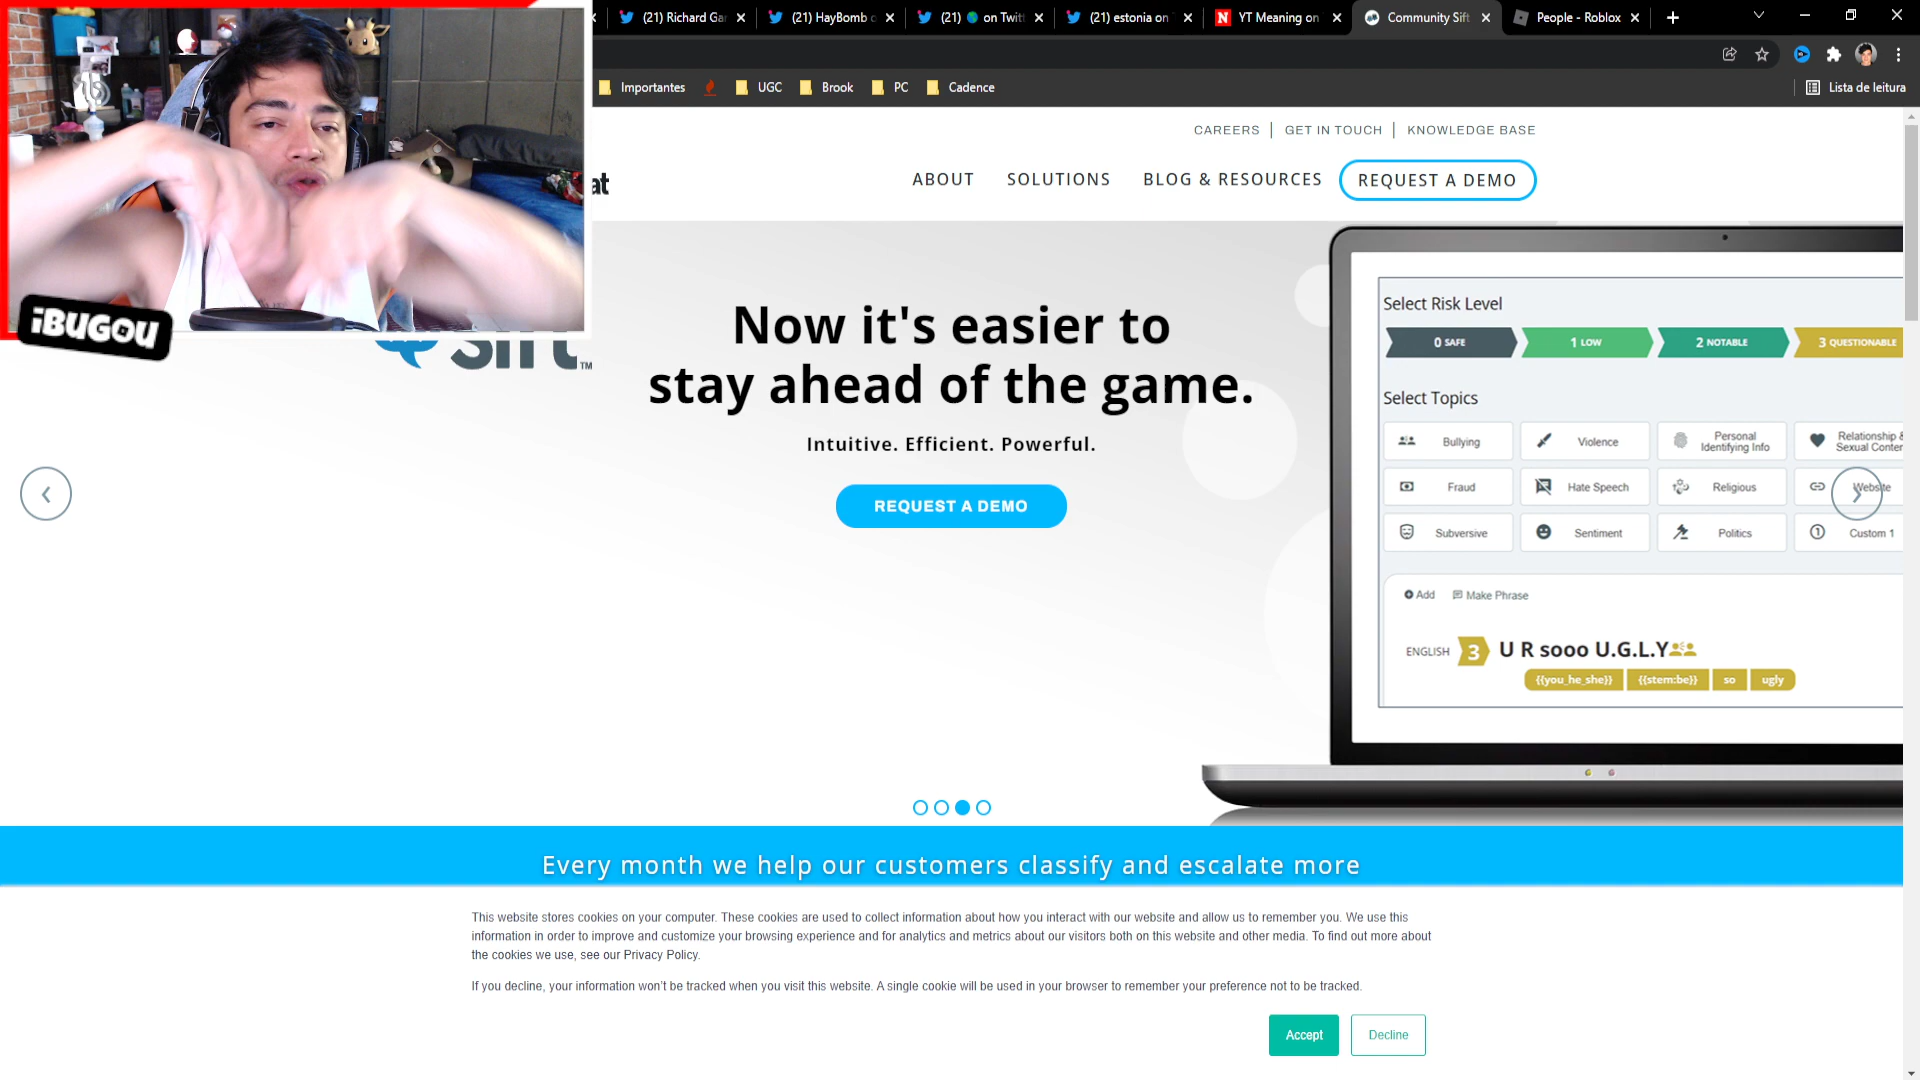 (21) Richard Gar
(21) HayBomb
(21) on Twitt
(21) estonia on
N YT Meaning on
Community Sift
People - Roblox
Importantes
UGC
Brook
PC
Cadence
Lista de leitura
CAREERS | GET IN TOUCH | KNOWLEDGE BASE
at
ABOUT
SOLUTIONS
BLOG & RESOURCES
REQUEST A DEMO
iBUGOU
Sift™
Now it's easier to
stay ahead of the game.
Intuitive. Efficient. Powerful.
REQUEST A DEMO
Select Risk Level
0 SAFE
1 LOW
2 NOTABLE
3 QUESTIONABLE
Select Topics
Bullying
Violence
Personal
Identifying Info
Relationship &
Sexual Conter
Fraud
Hate Speech
Religious
Website
Subversive
Sentiment
Politics
Custom 1
Add
Make Phrase
ENGLISH 3 U R sooo U.G.L.Y
{{you_he_she}} {{stem:be}} so ugly
Every month we help our customers classify and escalate more
This website stores cookies on your computer. These cookies are used to collect information about how you interact with our website and allow us to remember you. We use this
information in order to improve and customize your browsing experience and for analytics and metrics about our visitors both on this website and other media. To find out more about
the cookies we use, see our Privacy Policy.
If you decline, your information won't be tracked when you visit this website. A single cookie will be used in your browser to remember your preference not to be tracked.
Accept
Decline